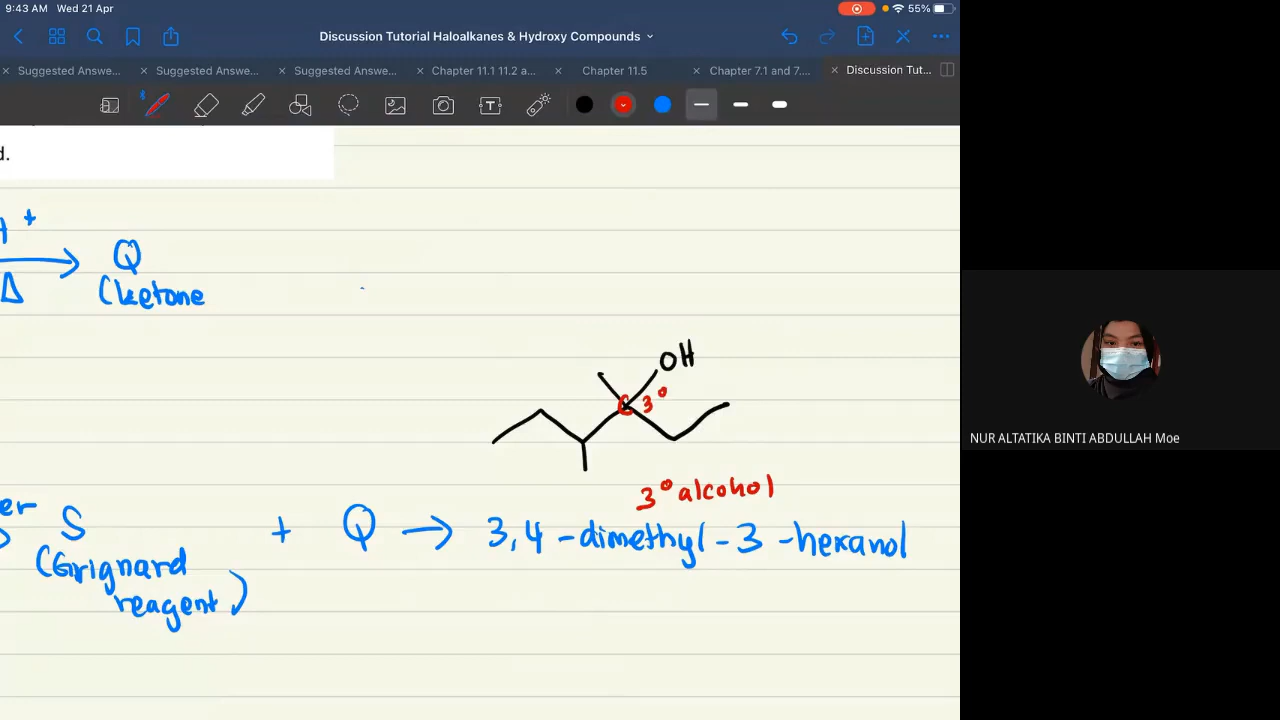 9:43 AM Wed 21 Apr
55%
Discussion Tutorial Haloalkanes & Hydroxy Compounds
Suggested Answe...
Suggested Answe...
Suggested Answe...
Chapter 11.1 11.2 a...
Chapter 11.5
Chapter 7.1 and 7....
Discussion Tut...
d.
H+
Δ
Q
(ketone
OH
C 3°
3° alcohol
er
S
+ Q → 3,4-dimethyl-3-hexanol
(Grignard
reagent)
NUR ALTATIKA BINTI ABDULLAH Moe